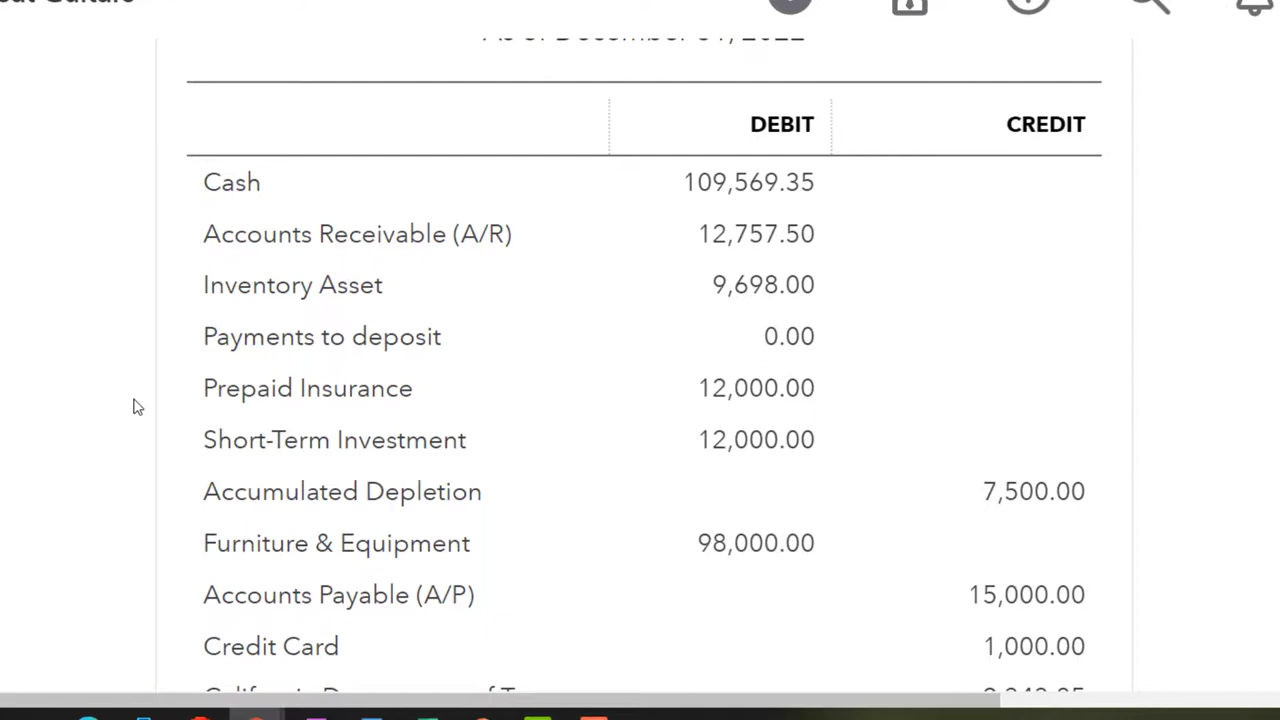 DEBIT CREDIT
Cash 109,569.35
Accounts Receivable (A/R) 12,757.50
Inventory Asset 9,698.00
Payments to deposit 0.00
Prepaid Insurance 12,000.00
Short-Term Investment 12,000.00
Accumulated Depletion 7,500.00
Furniture & Equipment 98,000.00
Accounts Payable (A/P) 15,000.00
Credit Card 1,000.00